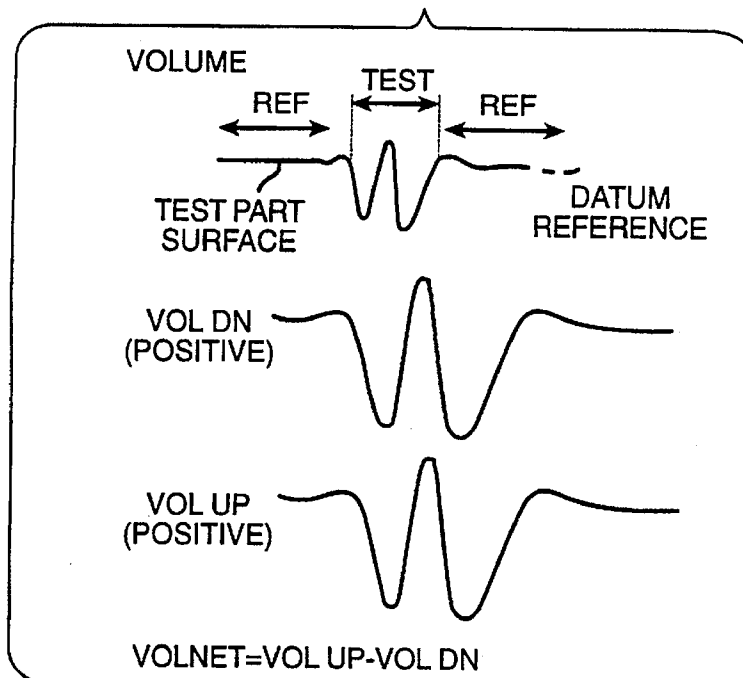 VOLUME
TEST
REF
REF
TEST PART
SURFACE
DATUM
REFERENCE
VOL DN
(POSITIVE)
VOL UP
(POSITIVE)
VOLNET=VOL UP-VOL DN